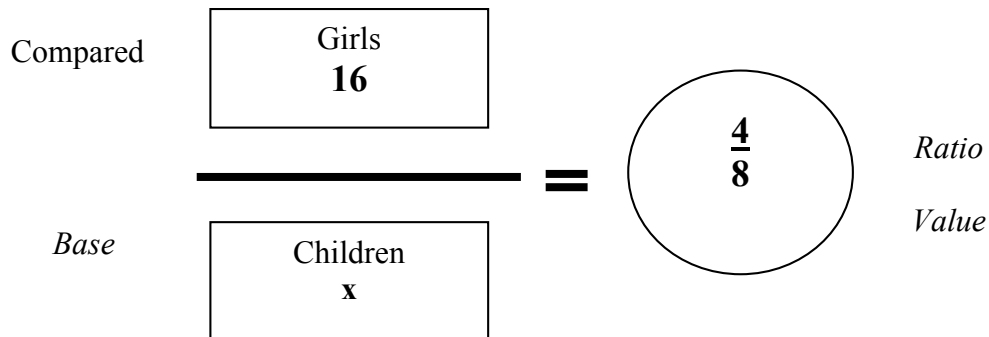 Compared
Girls
16
=
4
8
Ratio
Value
Base
Children
x